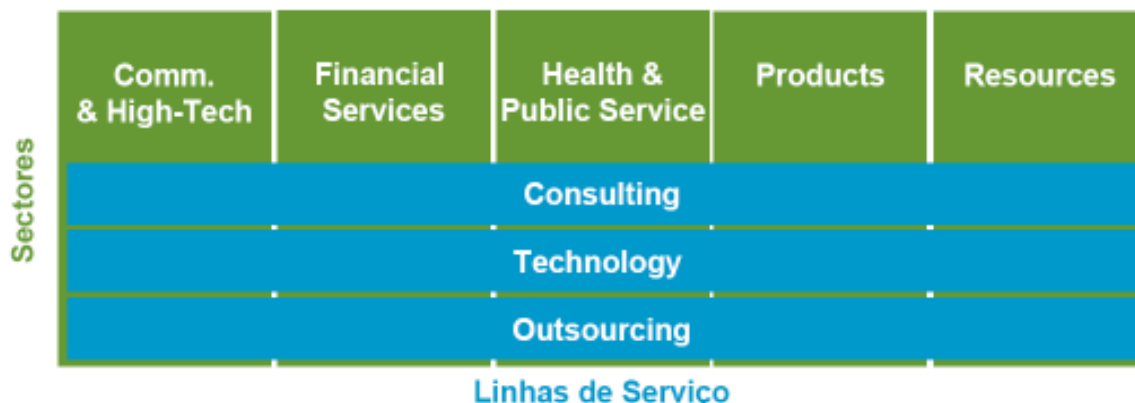 Comm.
& High-Tech
Financial
Services
Health &
Public Service
Products
Resources
Sectores
Consulting
Technology
Outsourcing
Linhas de Servico